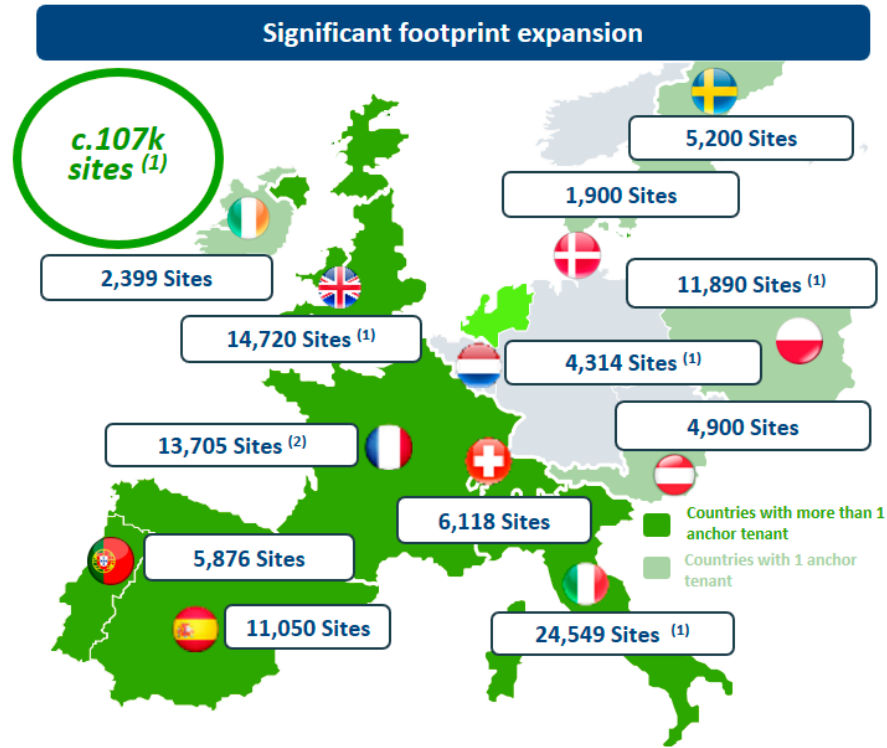 Significant footprint expansion
c.107k
sites (1)
5,200 Sites
1,900 Sites
2,399 Sites
11,890 Sites (1)
14,720 Sites (1)
4,314 Sites (1)
4,900 Sites
13,705 Sites (2)
6,118 Sites
Countries with more than 1
anchor tenant
Countries with 1 anchor
tenant
5,876 Sites
11,050 Sites
24,549 Sites (1)